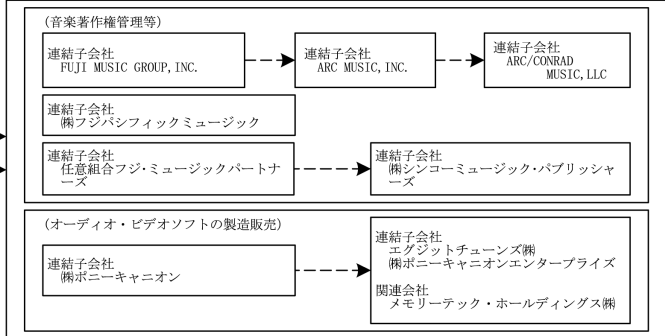 (音楽著作権管理等)
連結子会社
FUJI MUSIC GROUP,INC.
連結子会社
ARC MUSIC,INC.
連結子会社
ARC/CONRAD
MUSIC,LLC
連結子会社
㈱フジパシフィックミュージック
連結子会社
任意組合フジ・ミュージックパートナ
ーズ
連結子会社
㈱シンコーミュージック・パブリッシャ
ーズ
(オーディオ・ビデオソフトの製造販売)
連結子会社
㈱ポニーキャニオン
連結子会社
エグジットチューンズ㈱
㈱ポニーキャニオンエンタープライズ
関連会社
メモリーテック・ホールディングス㈱